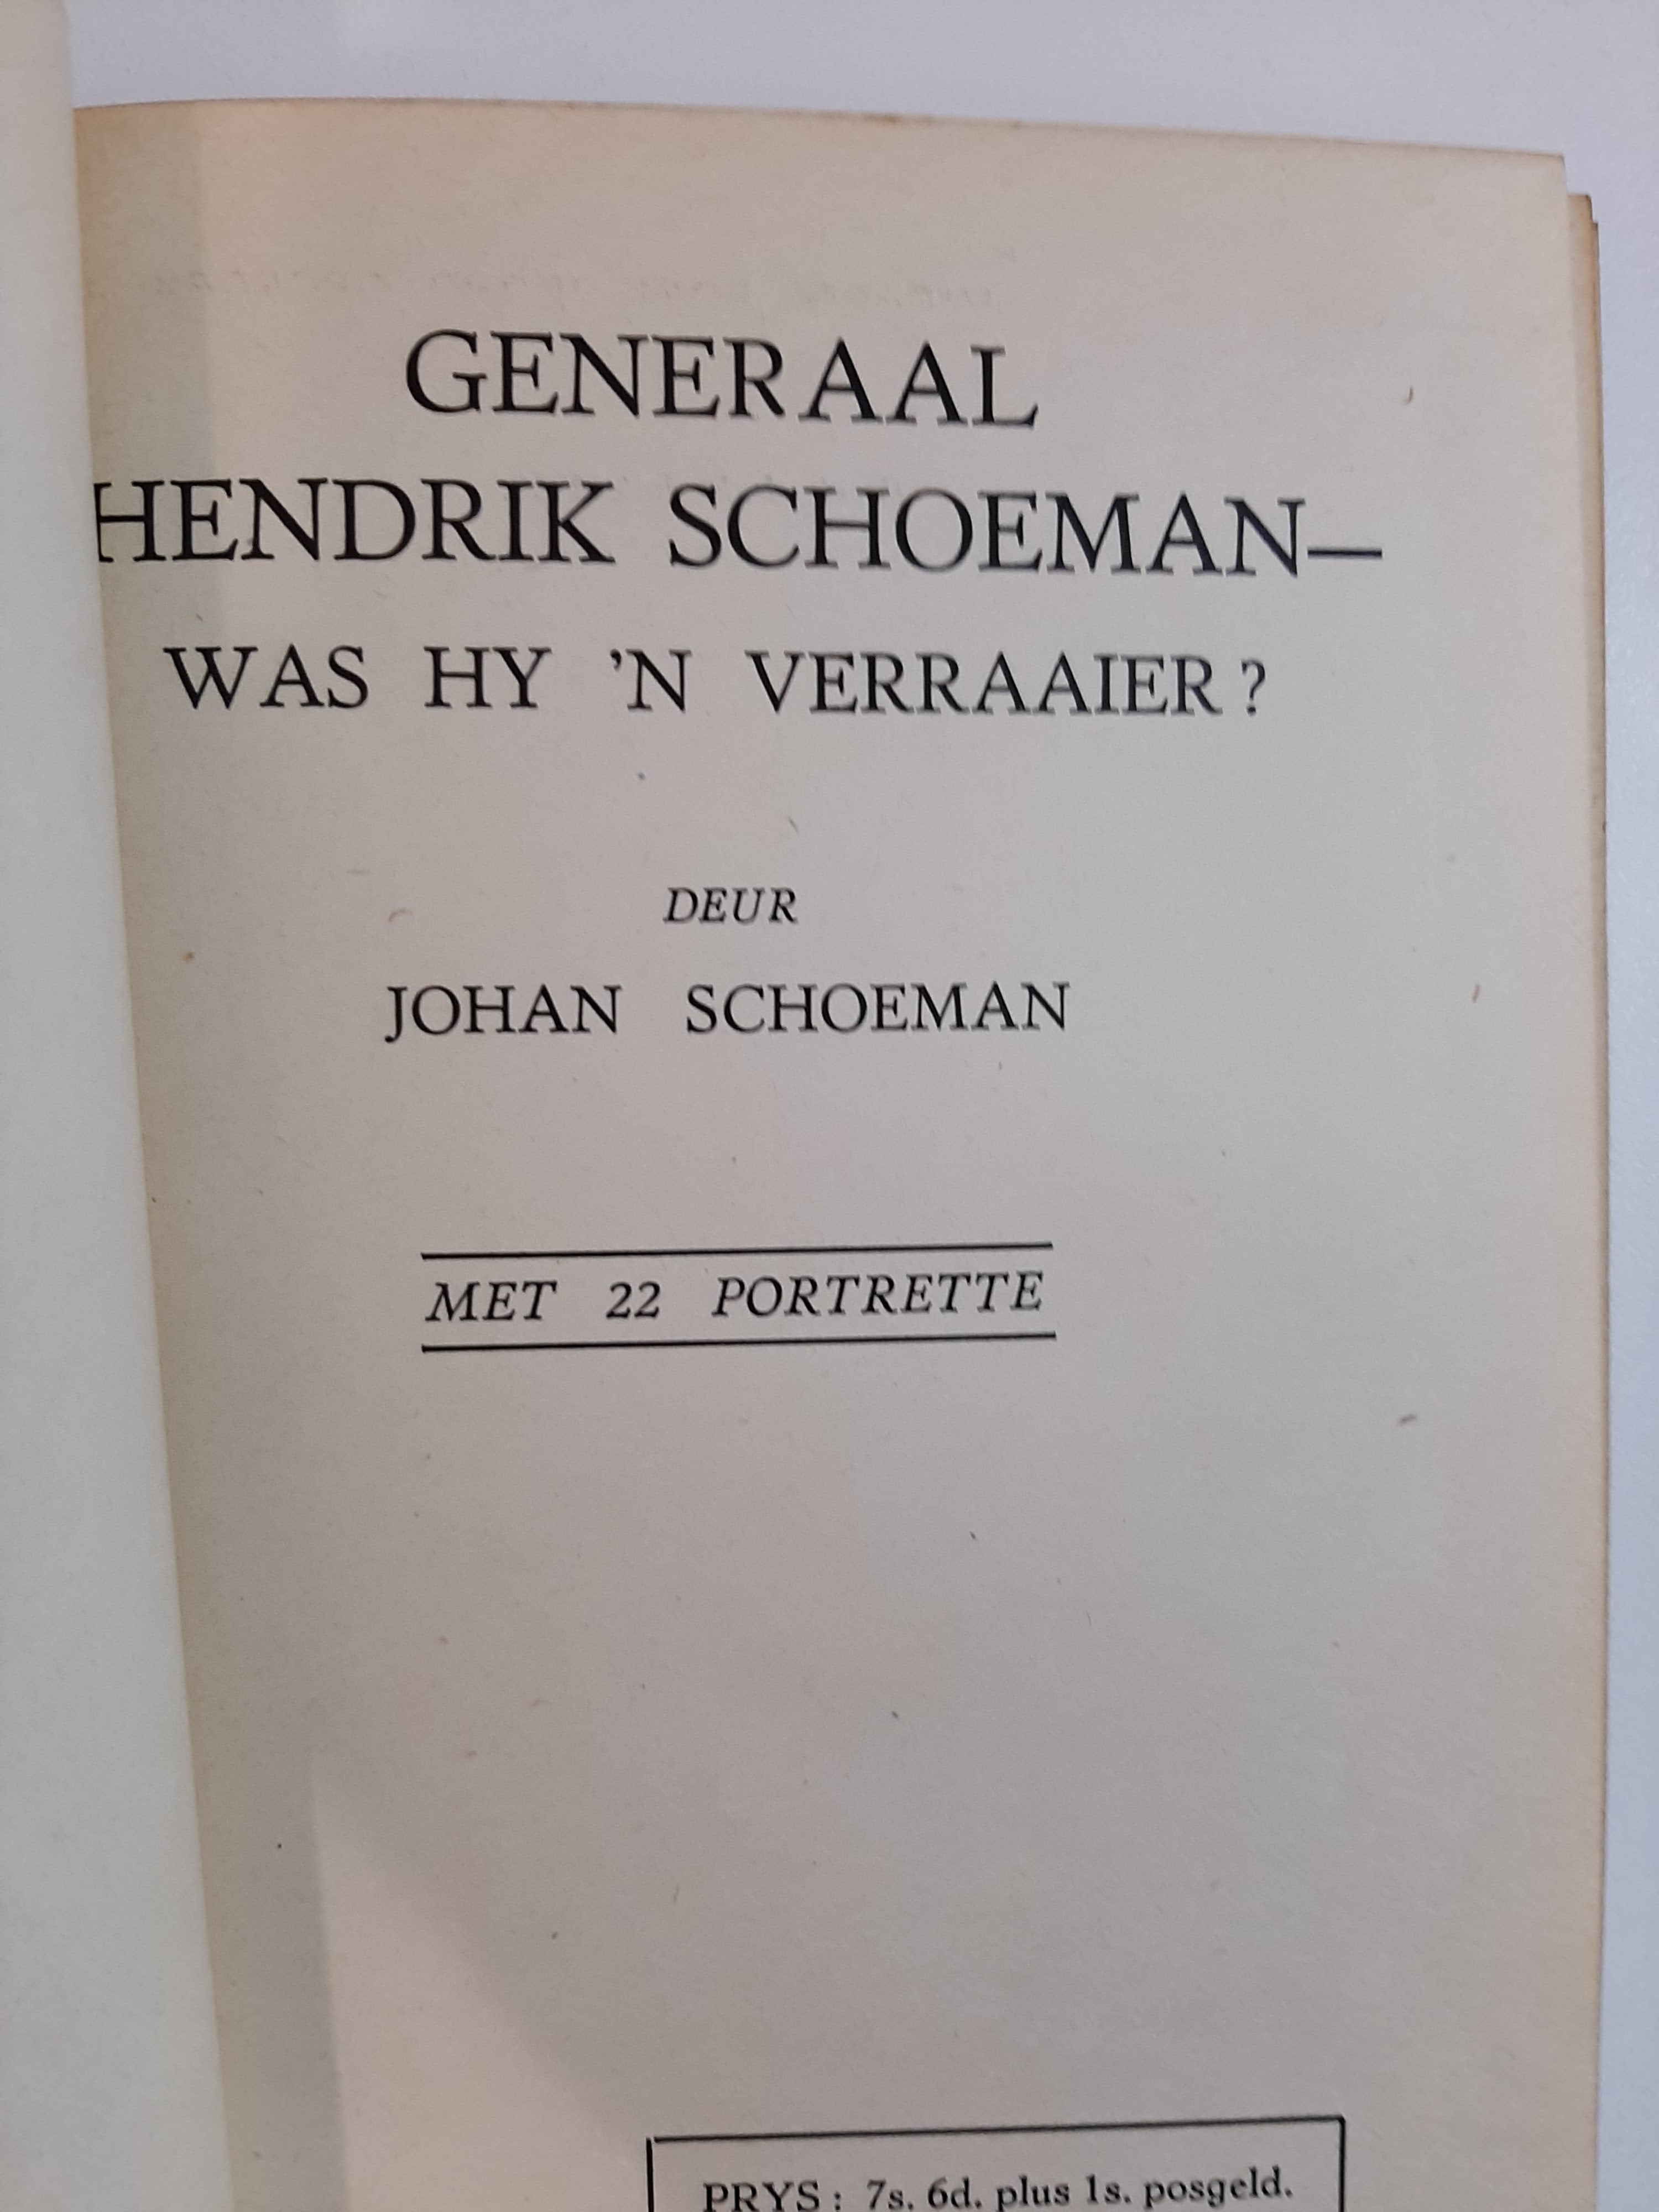 GENERAAL
HENDRIK SCHOEMAN—
WAS HY 'N VERRAAIER?
DEUR
JOHAN SCHOEMAN
MET 22 PORTRETTE
PRYS: 7s. 6d. plus 1s. posgeld.